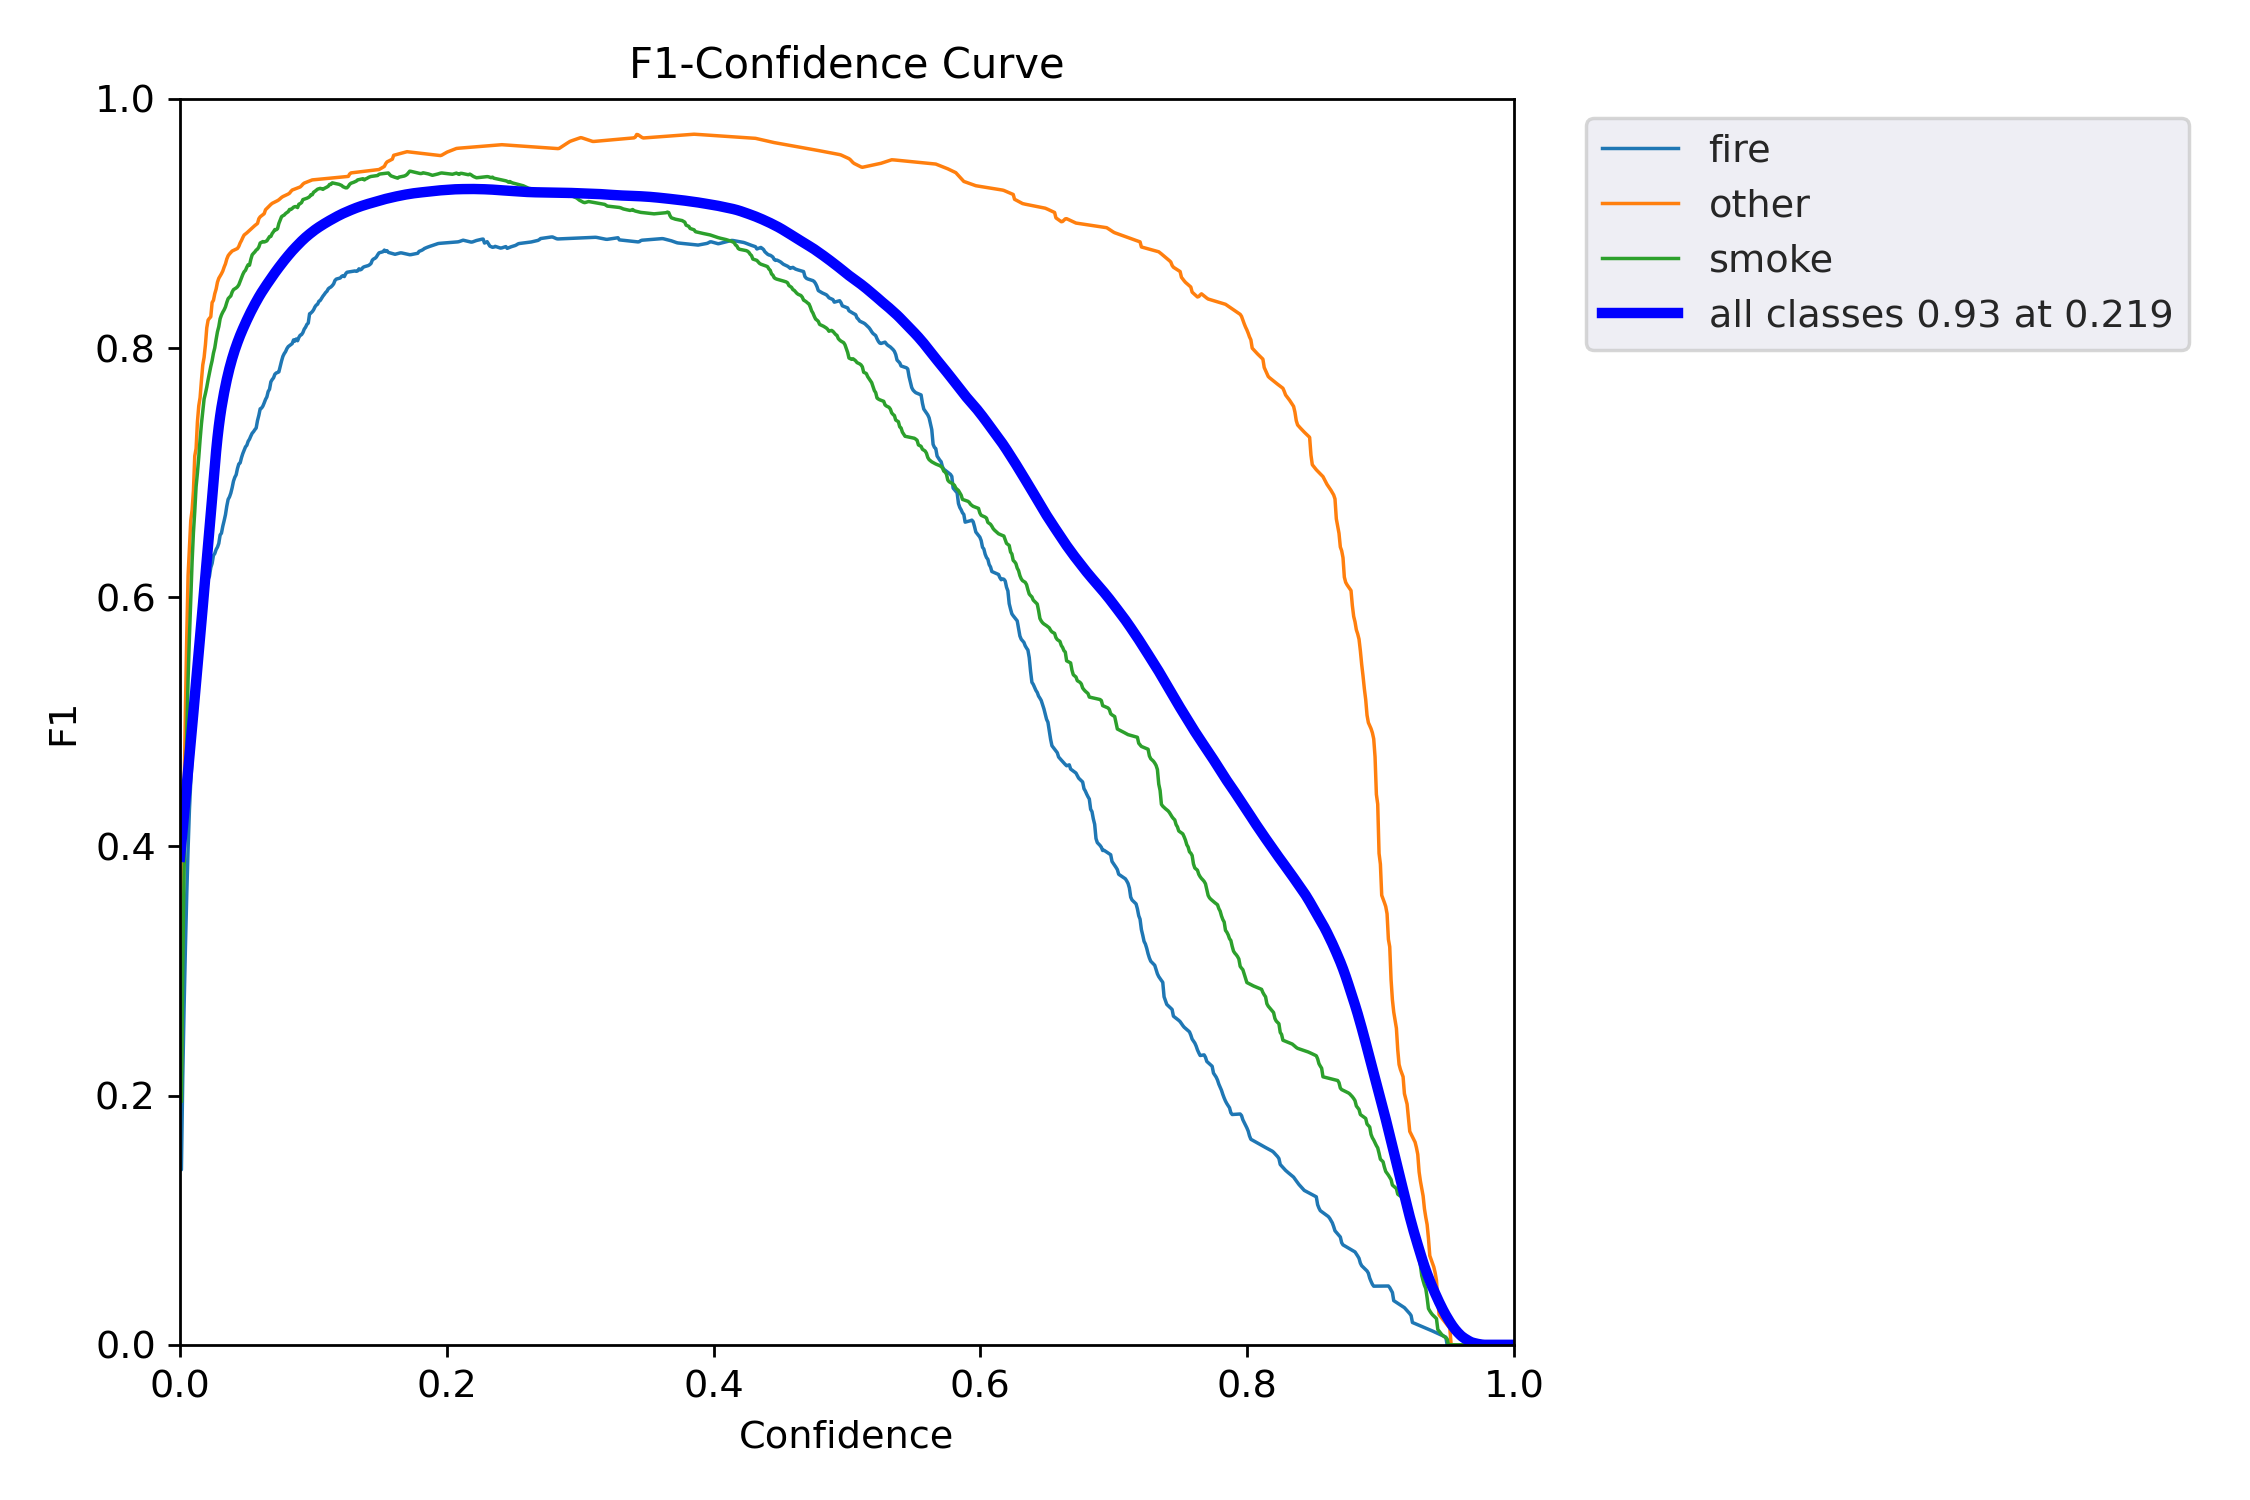 F1-Confidence Curve
1.0
0.8
0.6
0.4
0.2
0.0
F1
0.0 0.2 0.4 0.6 0.8 1.0
Confidence
fire
other
smoke
all classes 0.93 at 0.219